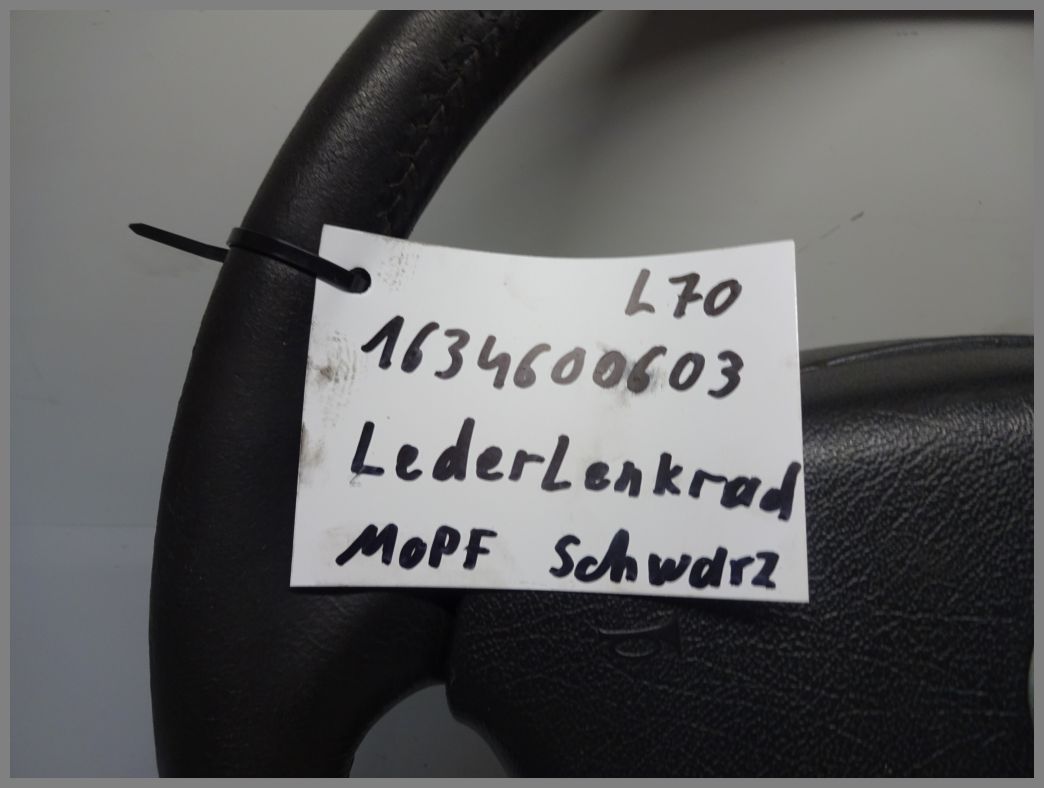 L70
1634600603
LederLenkrad
MoPF Schwarz